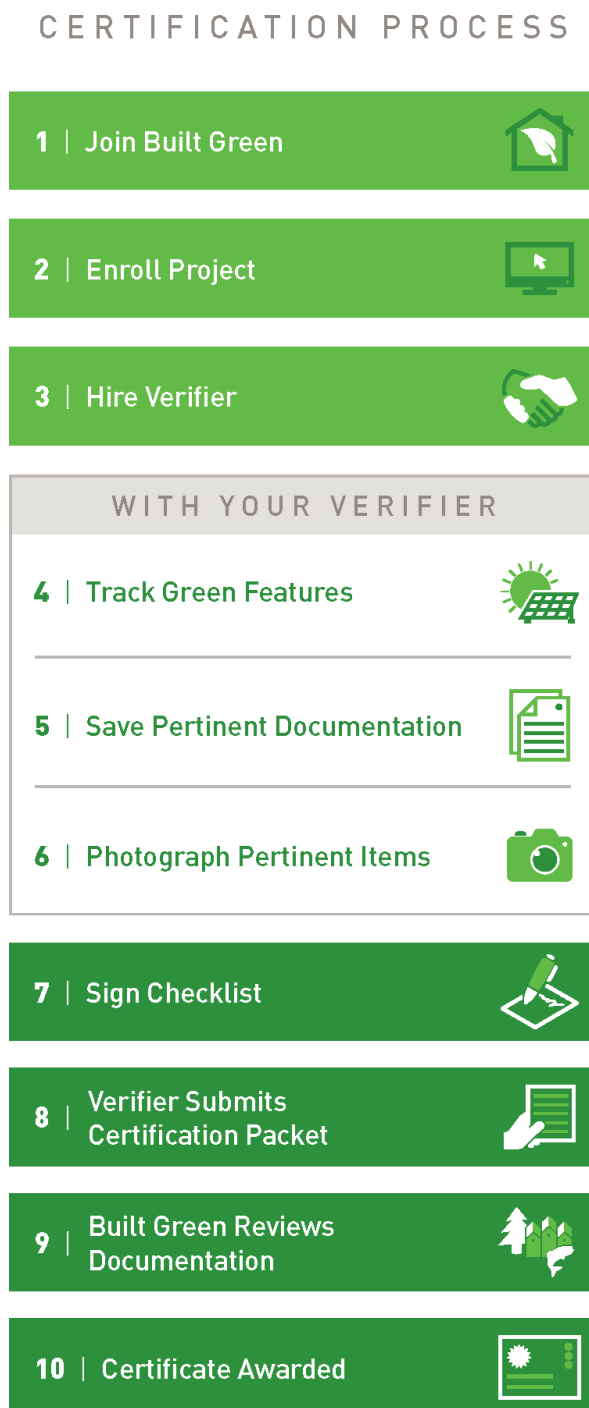 CERTIFICATION PROCESS
1 | Join Built Green
2 | Enroll Project
3 | Hire Verifier
WITH YOUR VERIFIER
4 | Track Green Features
5 | Save Pertinent Documentation
6 | Photograph Pertinent Items
7 | Sign Checklist
8 | Verifier Submits
Certification Packet
9 | Built Green Reviews
Documentation
10 | Certificate Awarded